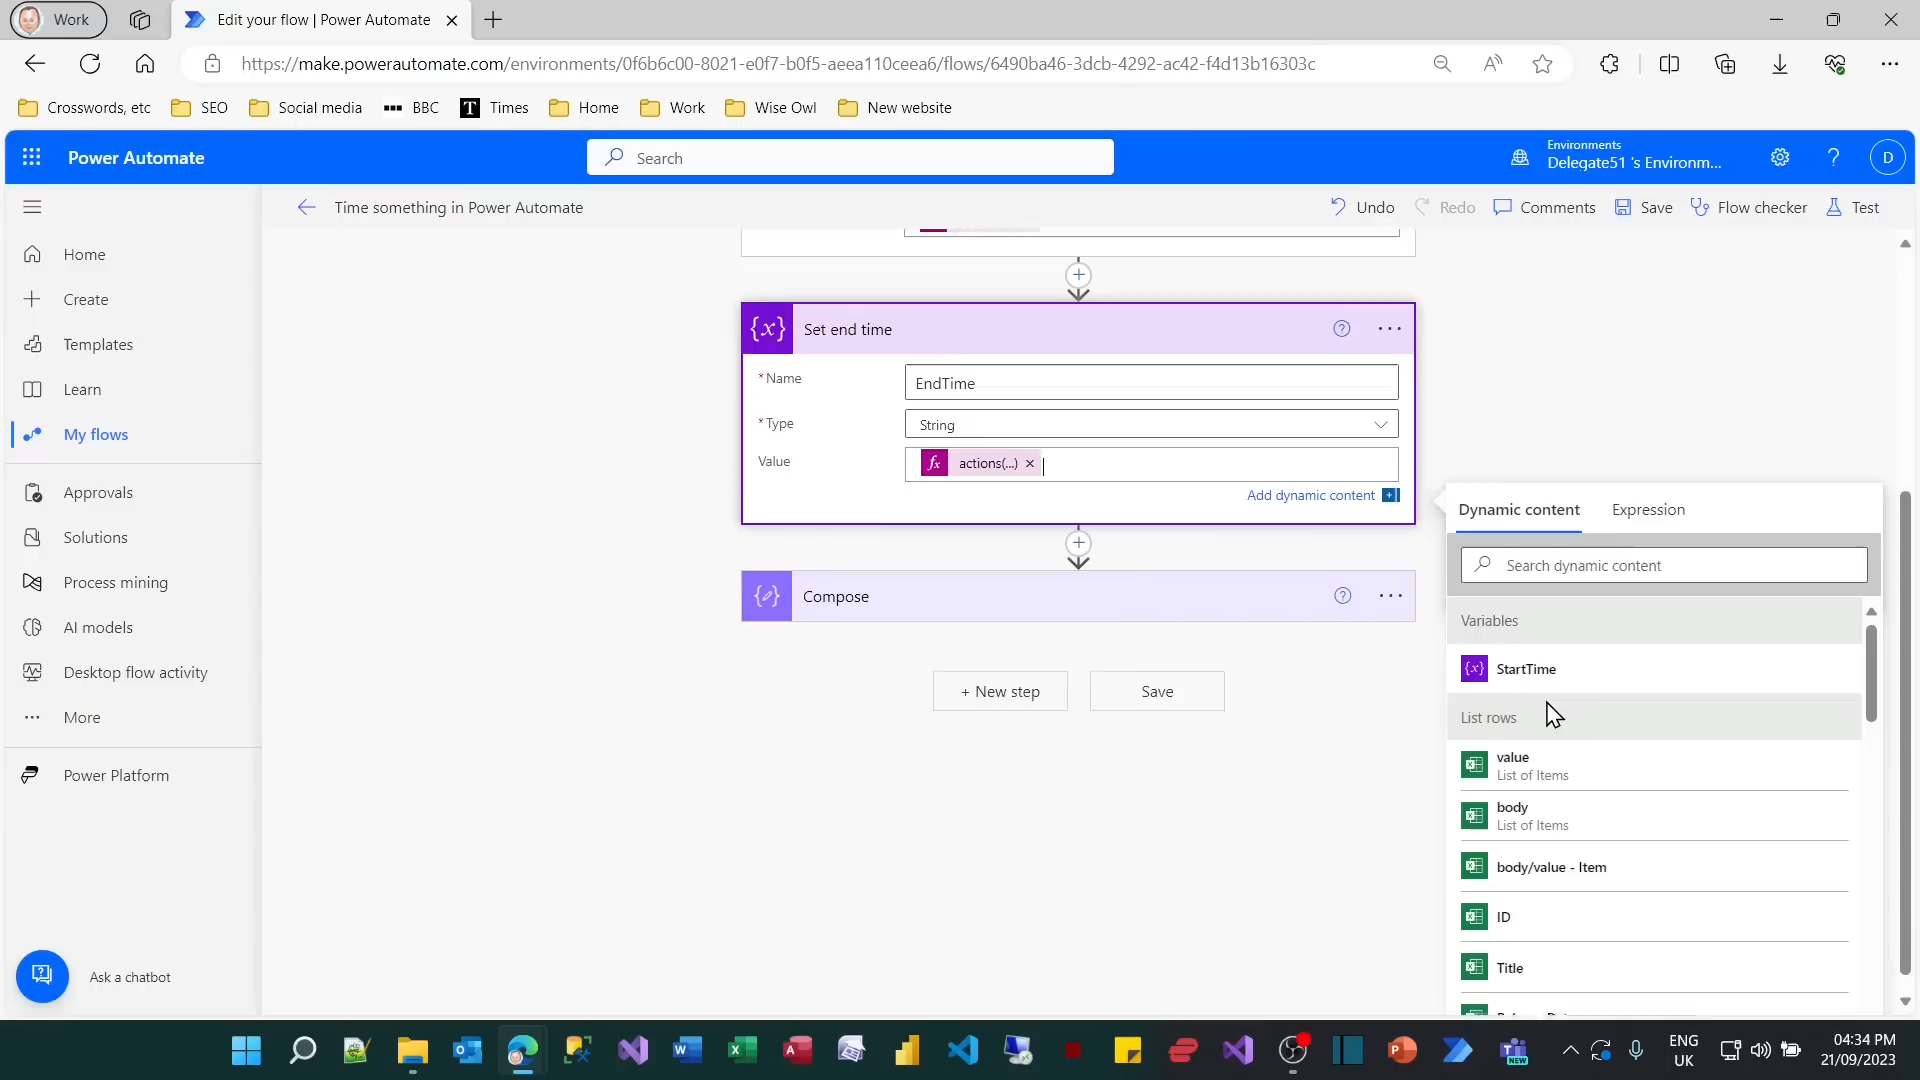 Work
Edit your flow | Power Automate
https://make.powerautomate.com/environments/0f6b6c00-8021-e0f7-b0f5-aeea110ceea6/flows/6490ba46-3dcb-4292-ac42-f4d13b16303c
Crosswords, etc
SEO
Social media
BBC
T Times
Home
Work
Wise Owl
New website
Power Automate
Search
Environments
Delegate51 's Environm...
D
Time something in Power Automate
Undo
Redo
Comments
Save
Flow checker
Test
Home
Create
Templates
Learn
My flows
Approvals
Solutions
Process mining
AI models
Desktop flow activity
More
Power Platform
Ask a chatbot
{x} Set end time
* Name
EndTime
* Type
String
Value
fx actions(...) ×
Add dynamic content
Compose
+ New step
Save
Dynamic content
Expression
Search dynamic content
Variables
{x} StartTime
List rows
value
List of Items
body
List of Items
body/value - Item
ID
Title
ENG
UK
04:34 PM
21/09/2023